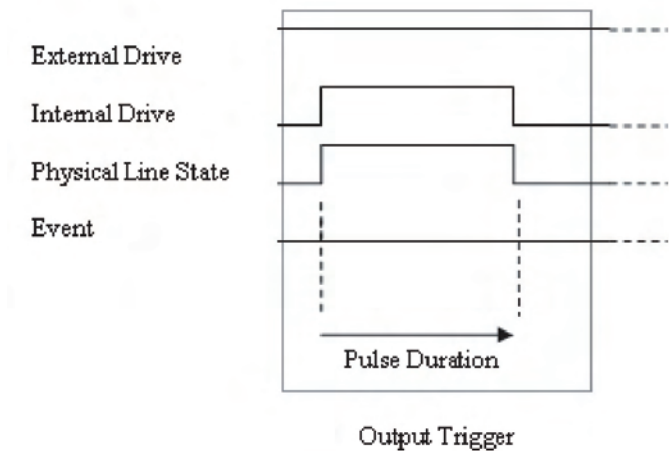 External Drive
Internal Drive
Physical Line State
Event
Pulse Duration
Output Trigger